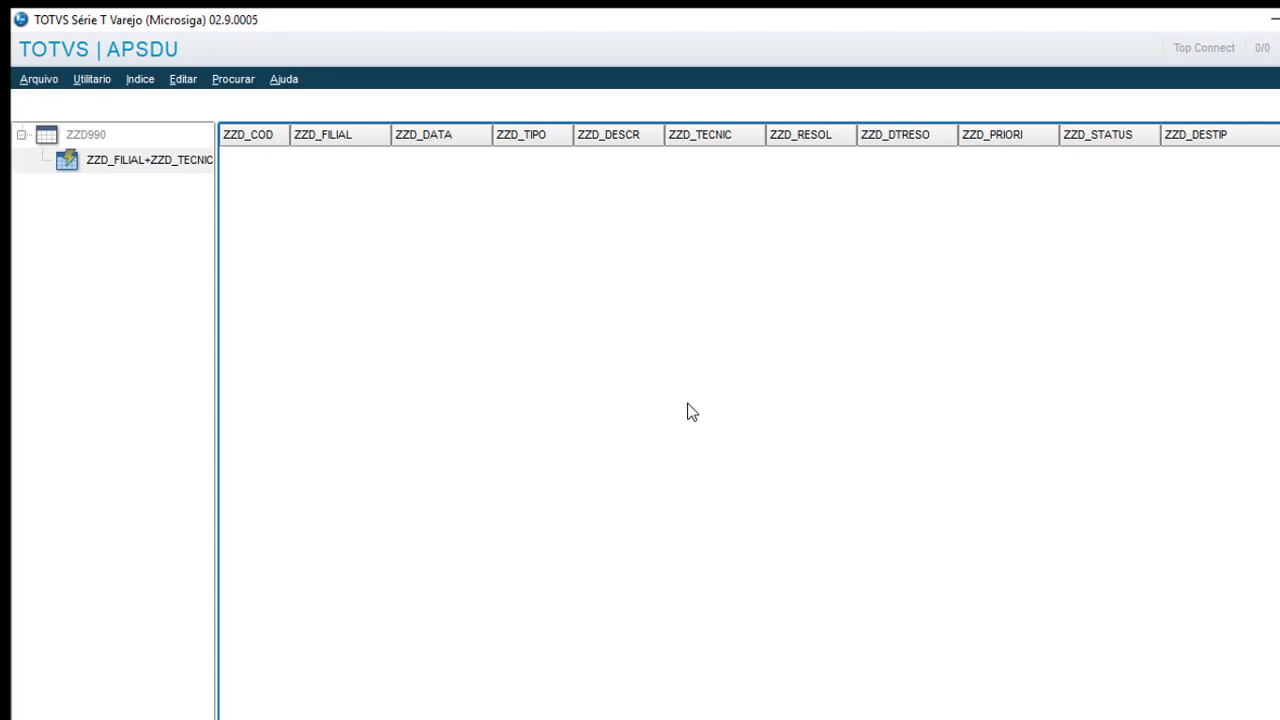 TOTVS Série T Varejo (Microsiga) 02.9.0005
TOTVS | APSDU
Top Connect 0/0
Arquivo Utilitario Indice Editar Procurar Ajuda
ZZD990
ZZD_FILIAL+ZZD_TECNIC
ZZD_COD ZZD_FILIAL ZZD_DATA ZZD_TIPO ZZD_DESCR ZZD_TECNIC ZZD_RESOL ZZD_DTRESO ZZD_PRIORI ZZD_STATUS ZZD_DESTIP